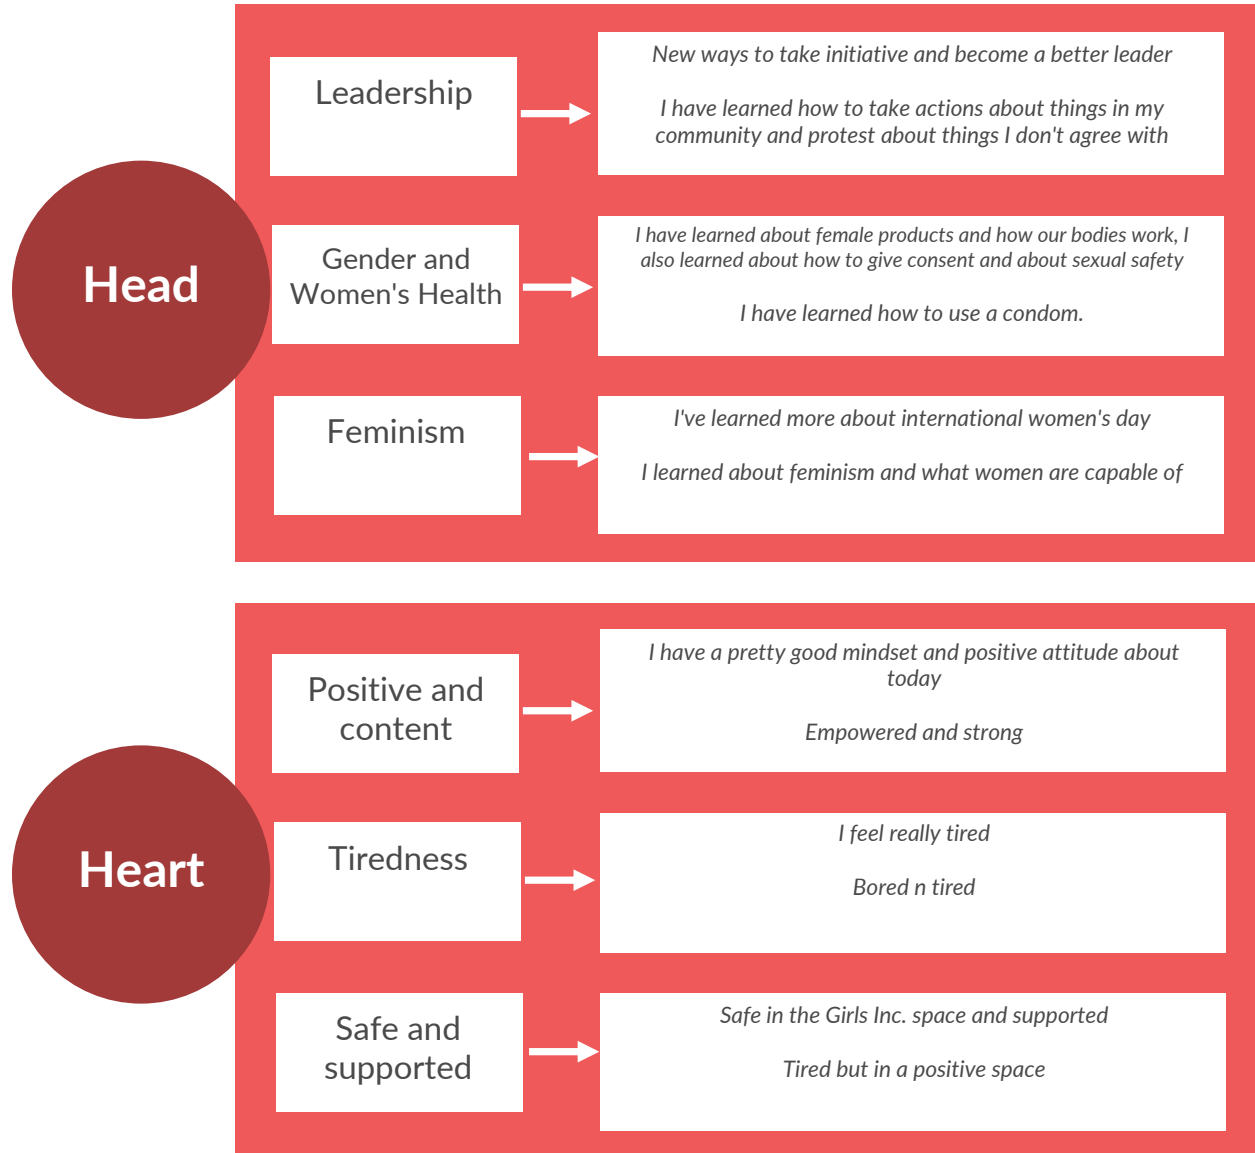 Head
Leadership
New ways to take initiative and become a better leader
I have learned how to take actions about things in my
community and protest about things I don't agree with
Gender and
Women's Health
I have learned about female products and how our bodies work, I
also learned about how to give consent and about sexual safety
I have learned how to use a condom.
Feminism
I've learned more about international women's day
I learned about feminism and what women are capable of
Heart
Positive and
content
I have a pretty good mindset and positive attitude about
today
Empowered and strong
Tiredness
I feel really tired
Bored n tired
Safe and
supported
Safe in the Girls Inc. space and supported
Tired but in a positive space